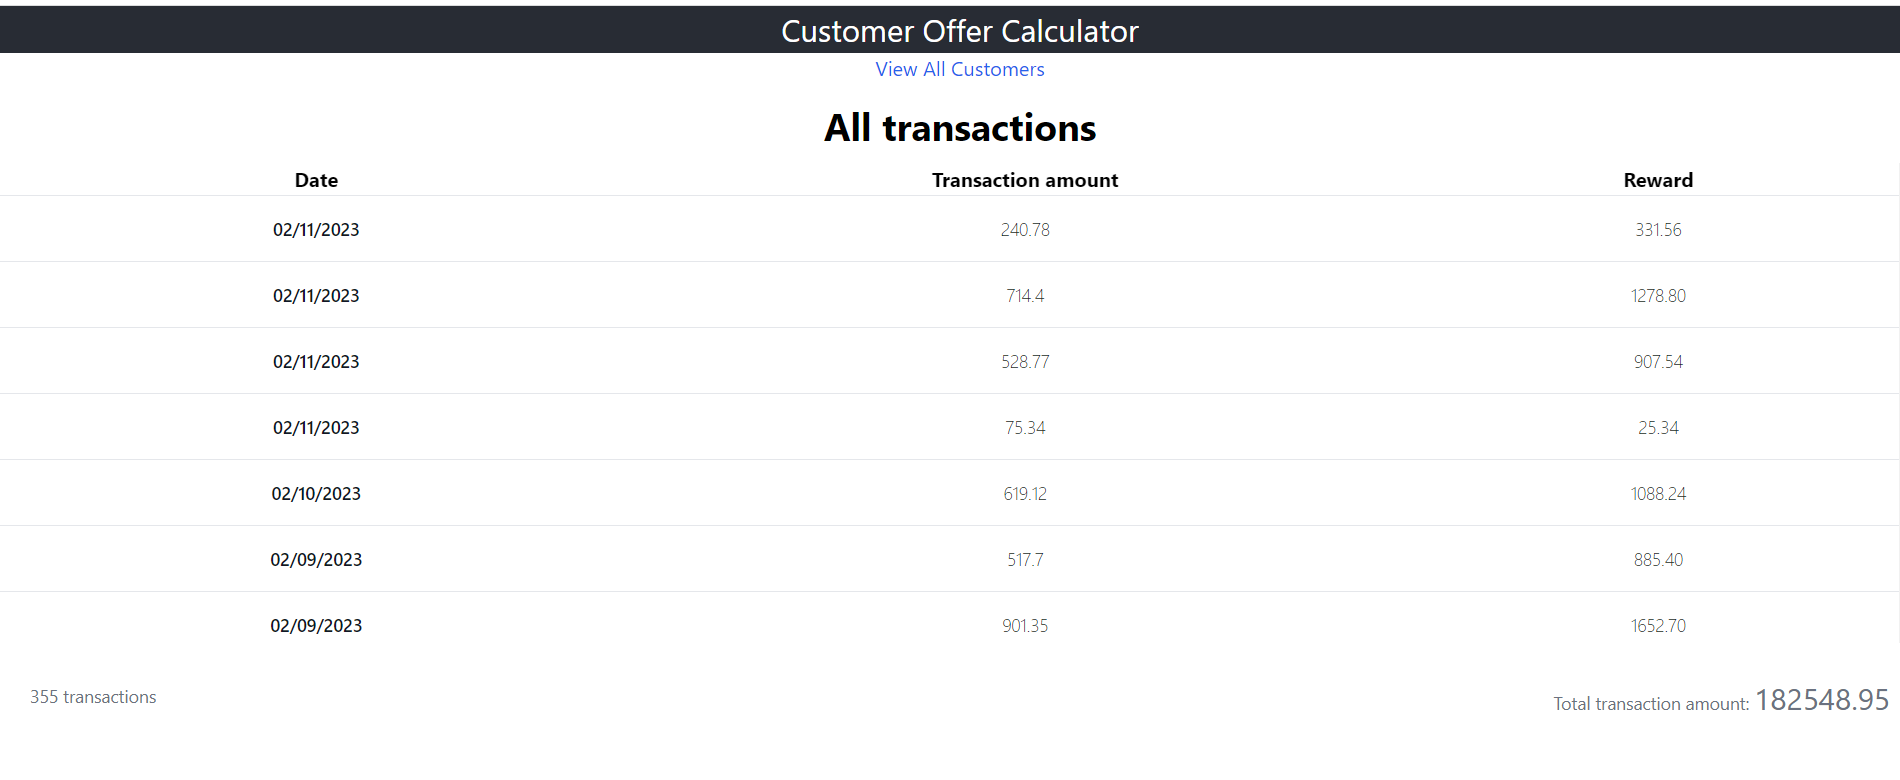 Customer Offer Calculator
View All Customers
All transactions
Date Transaction amount Reward
02/11/2023 240.78 331.56
02/11/2023 714.4 1278.80
02/11/2023 528.77 907.54
02/11/2023 75.34 25.34
02/10/2023 619.12 1088.24
02/09/2023 517.7 885.40
02/09/2023 901.35 1652.70
355 transactions Total transaction amount: 182548.95